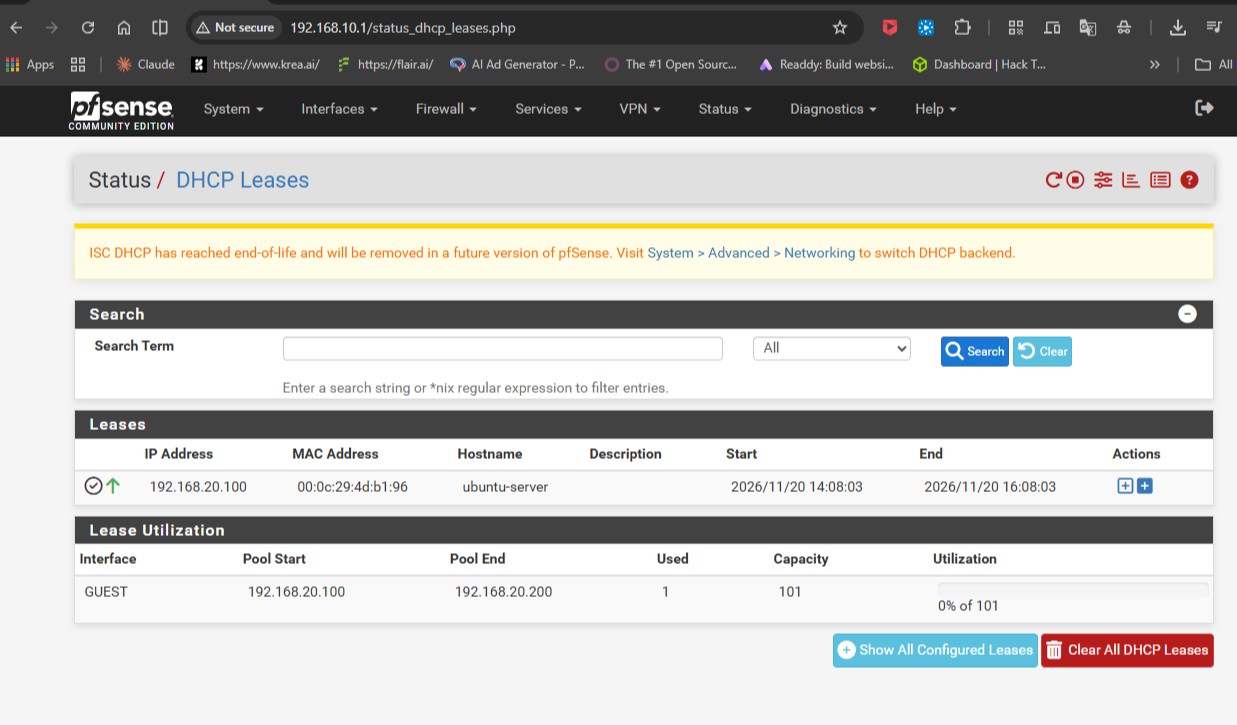 Not secure 192.168.10.1/status_dhcp_leases.php
Apps Claude https://www.krea.ai/ https://flair.ai/ AI Ad Generator - P... The #1 Open Sourc... Readdy: Build websi... Dashboard | Hack T... » All
pfsense COMMUNITY EDITION System Interfaces Firewall Services VPN Status Diagnostics Help
Status / DHCP Leases
ISC DHCP has reached end-of-life and will be removed in a future version of pfSense. Visit System > Advanced > Networking to switch DHCP backend.
Search
Search Term All Search Clear
Enter a search string or *nix regular expression to filter entries.
Leases
IP Address MAC Address Hostname Description Start End Actions
192.168.20.100 00:0c:29:4d:b1:96 ubuntu-server 2026/11/20 14:08:03 2026/11/20 16:08:03
Lease Utilization
Interface Pool Start Pool End Used Capacity Utilization
GUEST 192.168.20.100 192.168.20.200 1 101
0% of 101
Show All Configured Leases Clear All DHCP Leases